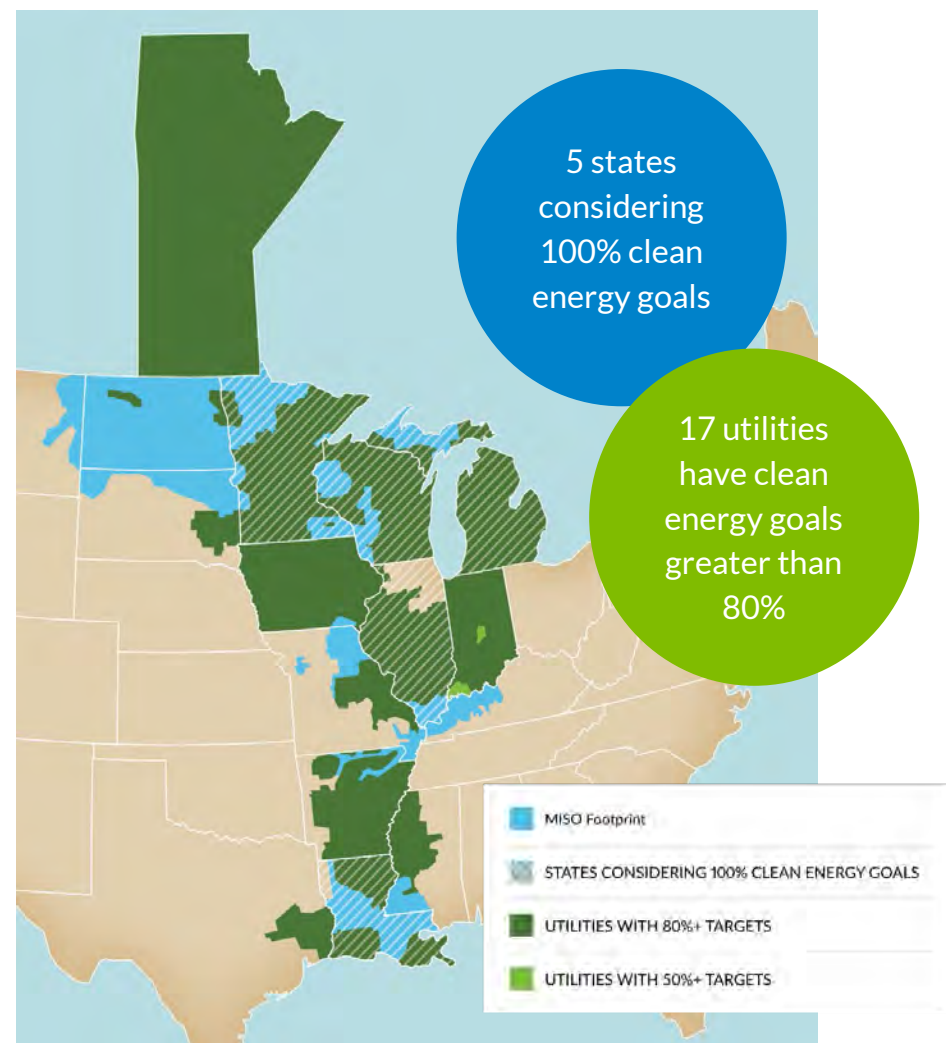 5 states
considering
100% clean
energy goals
17 utilities
have clean
energy goals
greater than
80%
MISO Footprint
STATES CONSIDERING 100% CLEAN ENERGY GOALS
UTILITIES WITH 80%+ TARGETS
UTILITIES WITH 50%+ TARGETS